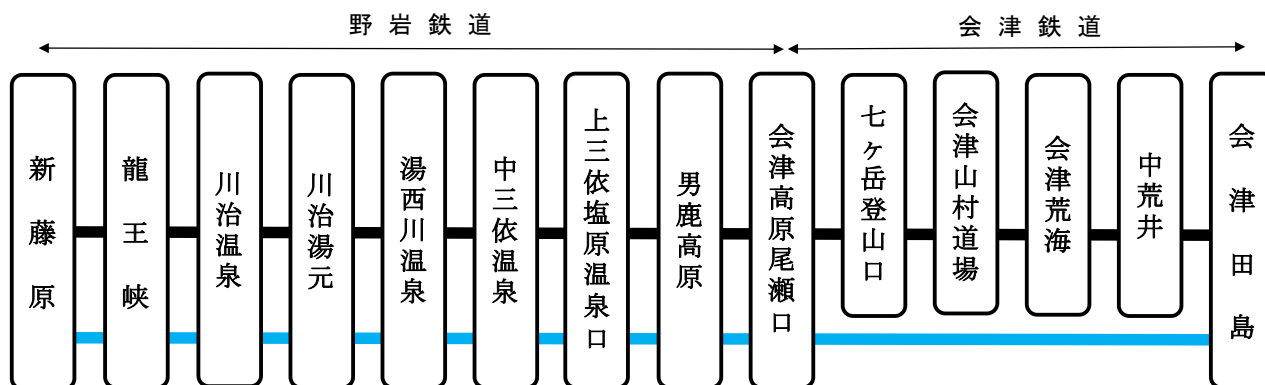 野岩鉄道
会津鉄道
新藤原
龍王峡
川治温泉
川治湯元
湯西川温泉
中三依温泉
上三依塩原温泉口
男鹿高原
会津高原尾瀬口
七ヶ岳登山口
会津山村道場
会津荒海
中荒井
会津田島